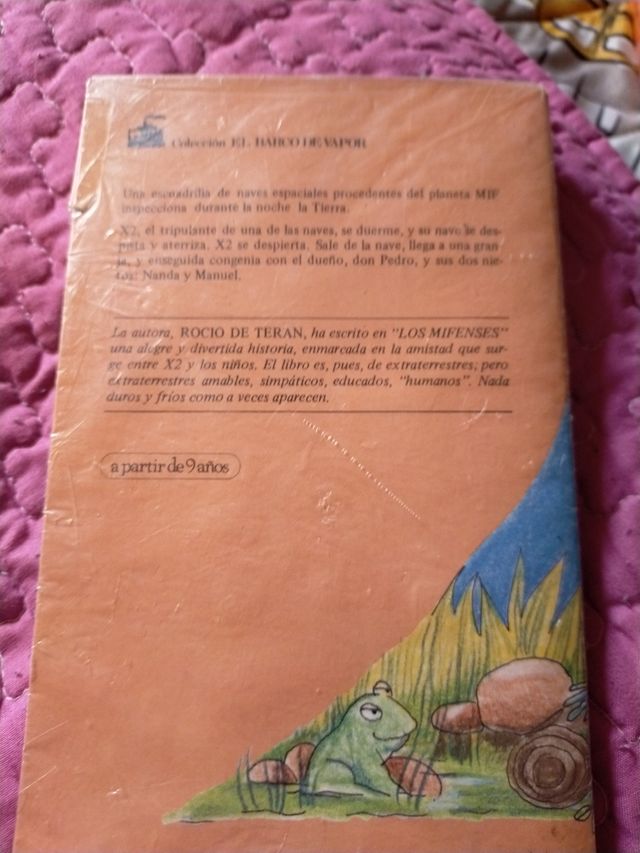 Colección EL BARCO DE VAPOR
Una escuadrilla de naves espaciales procedentes del planeta MIF
inspecciona durante la noche la Tierra.
X2, el tripulante de una de las naves, se duerme, y su nave se des-
pista y aterriza. X2 se despierta. Sale de la nave, llega a una gran-
ja, y enseguida congenia con el dueño, don Pedro, y sus dos nie-
tos: Nanda y Manuel.
La autora, ROCIO DE TERAN, ha escrito en "LOS MIFENSES"
una alegre y divertida historia, enmarcada en la amistad que sur-
ge entre X2 y los niños. El libro es, pues, de extraterrestres; pero
extraterrestres amables, simpáticos, educados, "humanos". Nada
duros y fríos como a veces aparecen.
a partir de 9 años